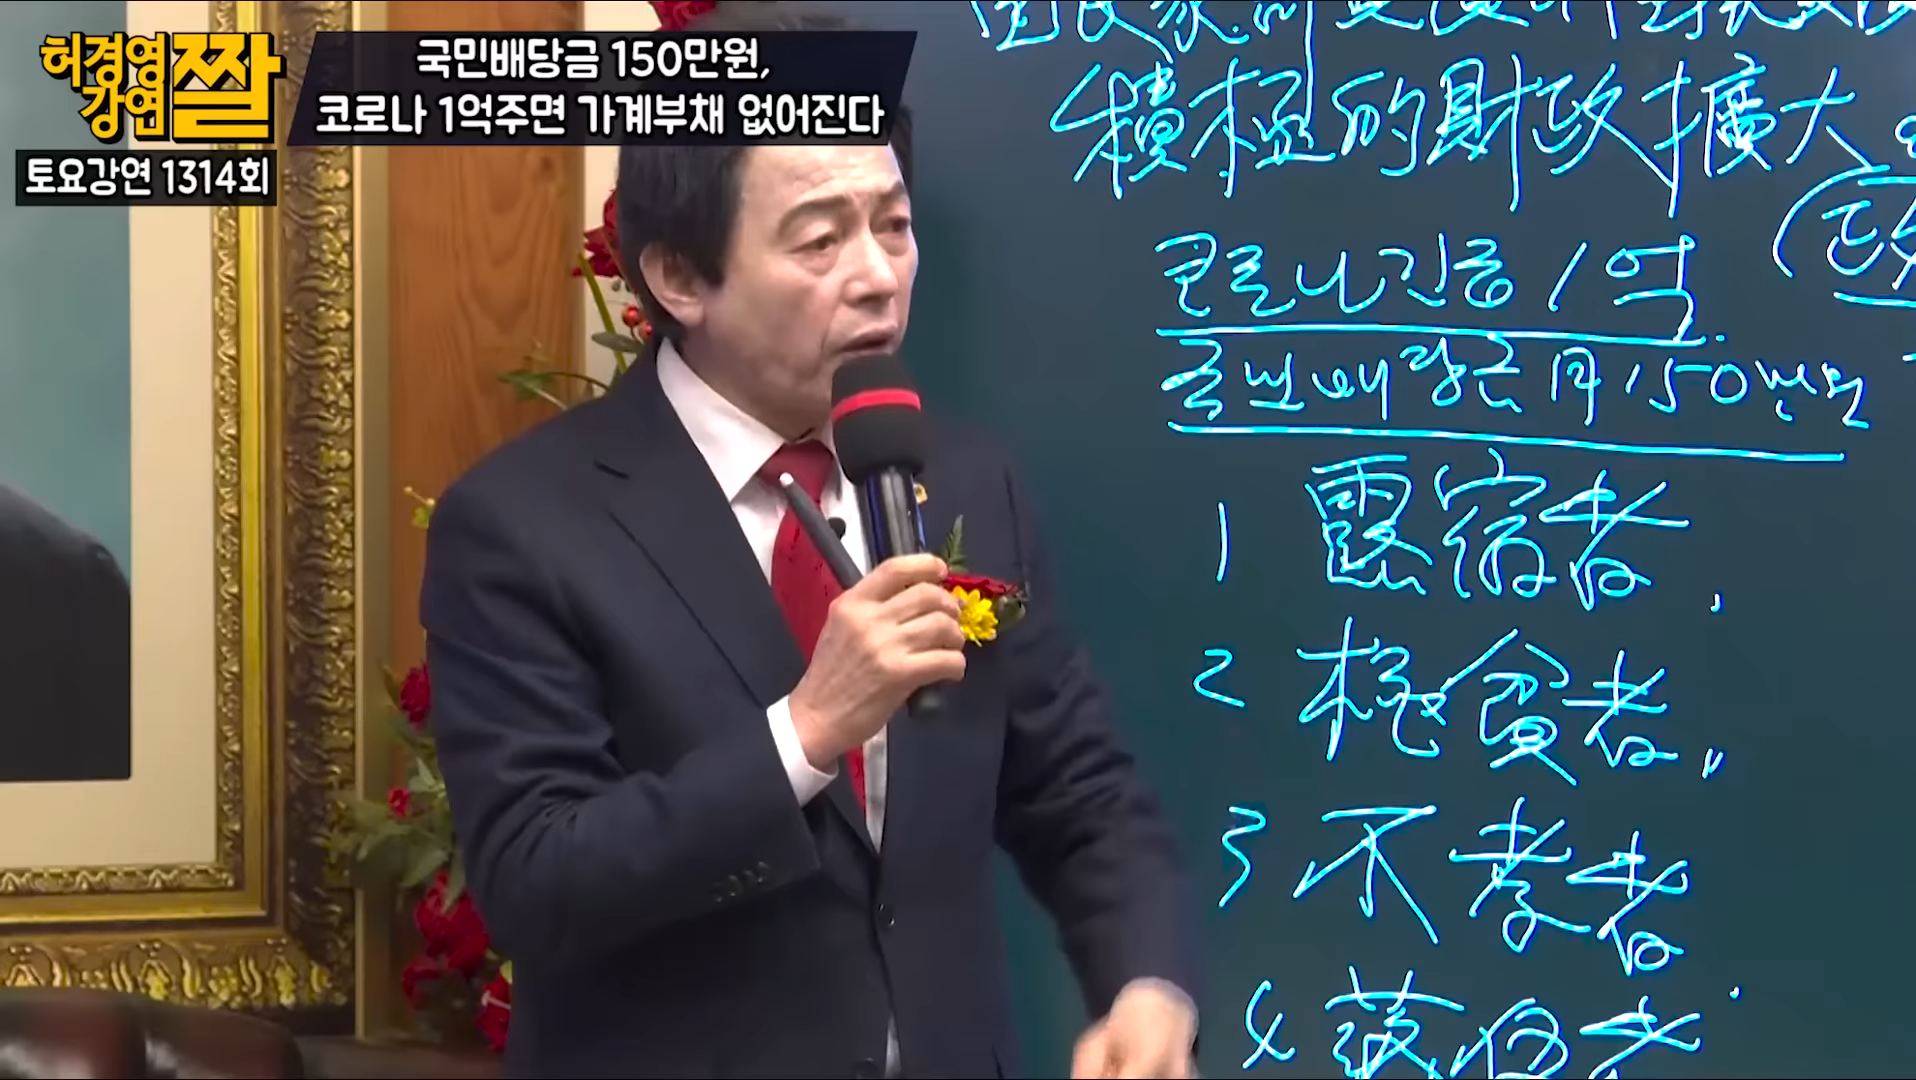 허경영
강연
짤
국민배당금 150만원,
코로나 1억주면 가계부채 없어진다
토요강연 1314회
積極的 財政 擴大
코로나긴급 1억.
국민배당금 月 150만원
1 露宿者,
2 極貧者,,
3 不孝者
4